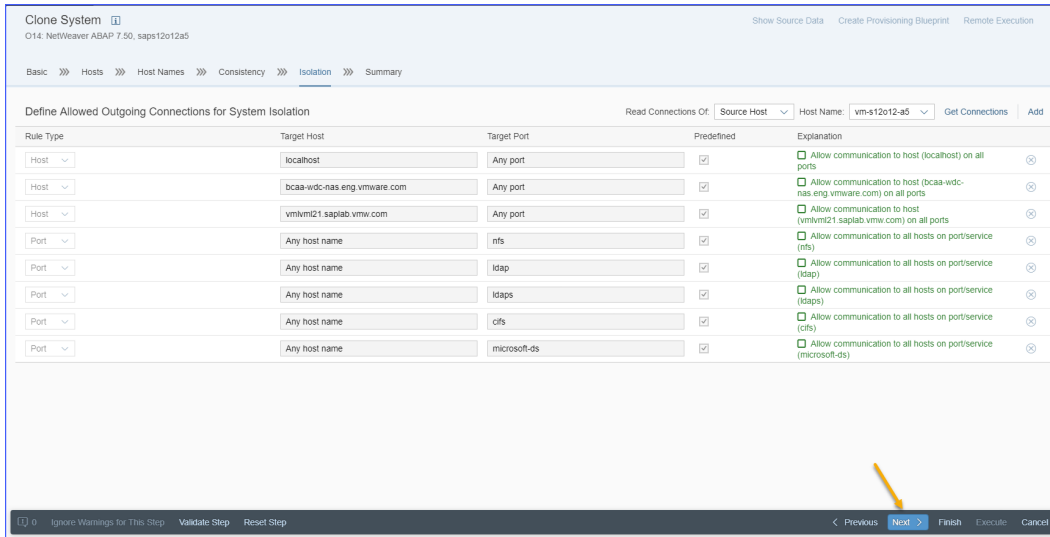 Clone System
O14: NetWeaver ABAP 7.50, saps12o12a5
Show Source Data Create Provisioning Blueprint Remote Execution
Basic Hosts Host Names Consistency Isolation Summary
Define Allowed Outgoing Connections for System Isolation
Read Connections Of: Source Host Host Name: vm-s12o12-a5 Get Connections Add
Rule Type Target Host Target Port Predefined Explanation
Host localhost Any port Allow communication to host (localhost) on all
ports
Host bcaa-wdc-nas.eng.vmware.com Any port Allow communication to host (bcaa-wdc-
nas.eng.vmware.com) on all ports
Host vmlvml21.saplab.vmw.com Any port Allow communication to host
(vmlvml21.saplab.vmw.com) on all ports
Port Any host name nfs Allow communication to all hosts on port/service
(nfs)
Port Any host name ldap Allow communication to all hosts on port/service
(ldap)
Port Any host name ldaps Allow communication to all hosts on port/service
(ldaps)
Port Any host name cifs Allow communication to all hosts on port/service
(cifs)
Port Any host name microsoft-ds Allow communication to all hosts on port/service
(microsoft-ds)
0 Ignore Warnings for This Step Validate Step Reset Step < Previous Next > Finish Execute Cancel